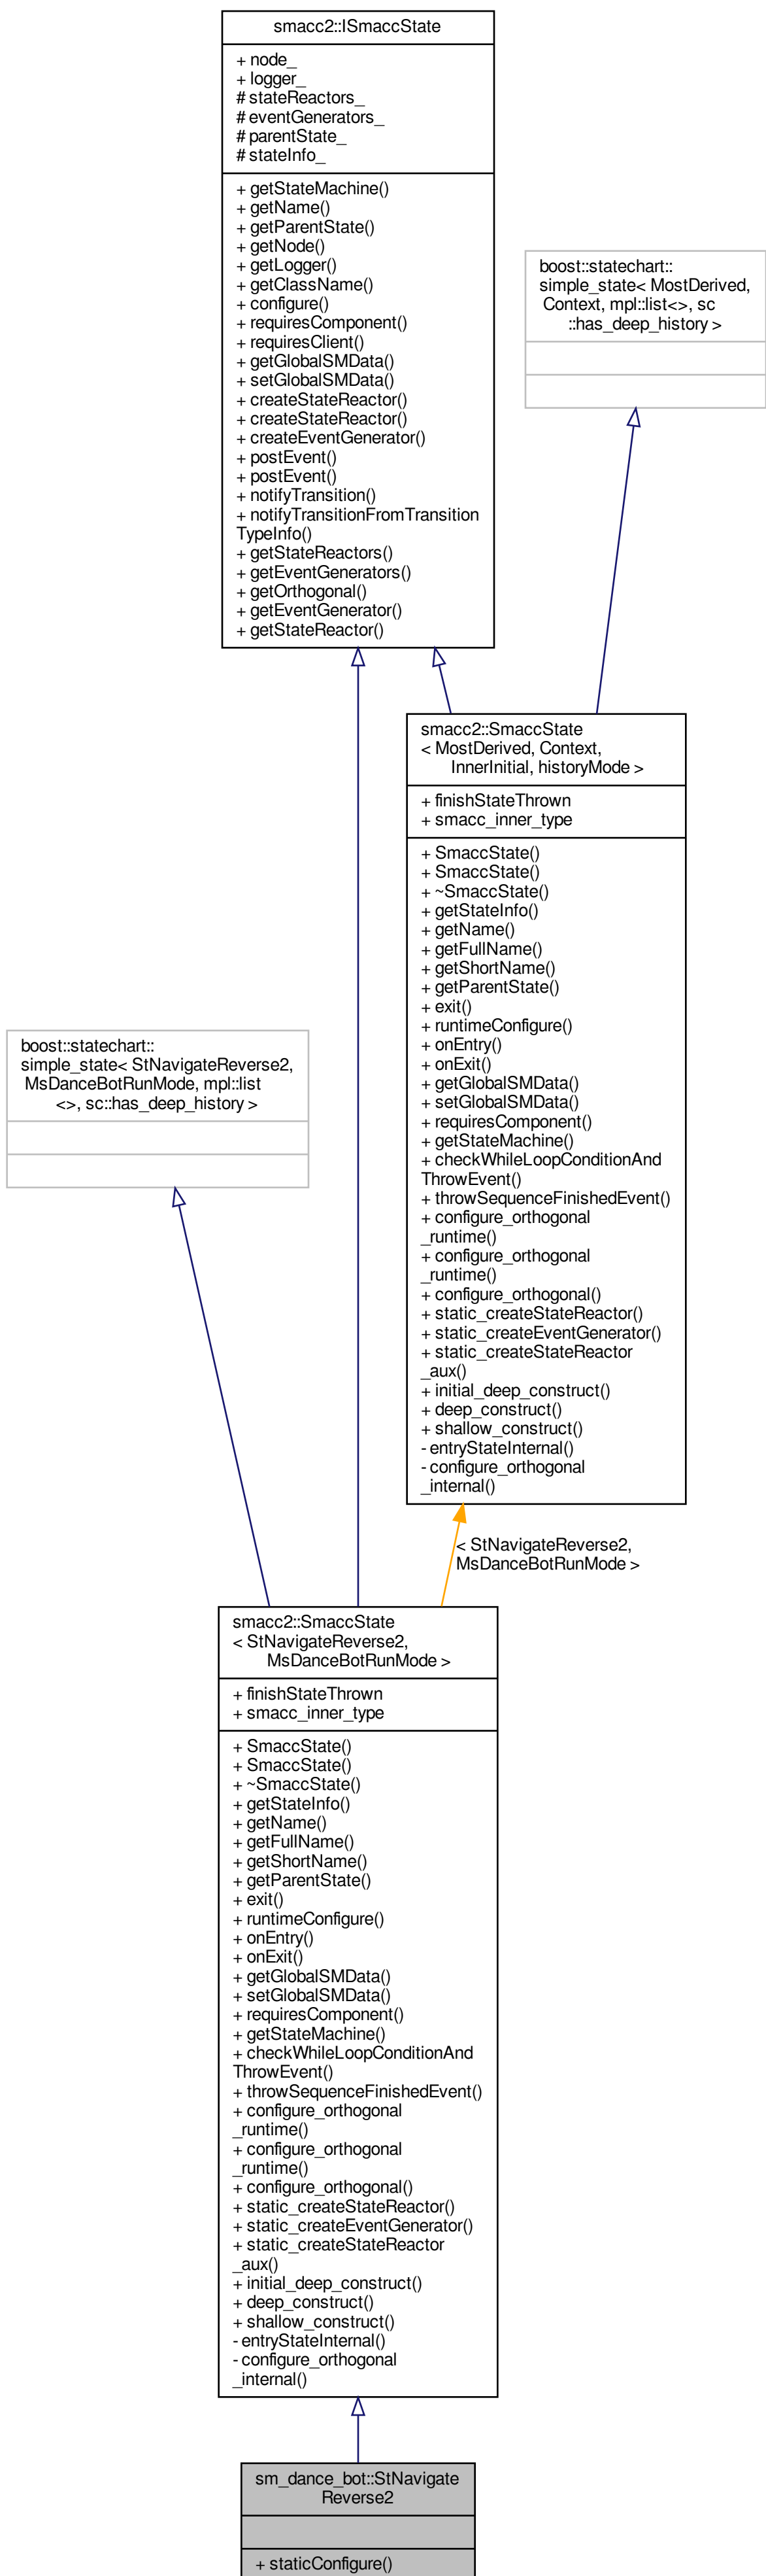 smacc2::ISmaccState
+ node_
+ logger_
# stateReactors_
# eventGenerators_
# parentState_
# stateInfo_
+ getStateMachine()
+ getName()
+ getParentState()
+ getNode()
+ getLogger()
+ getClassName()
+ configure()
+ requiresComponent()
+ requiresClient()
+ getGlobalSMData()
+ setGlobalSMData()
+ createStateReactor()
+ createStateReactor()
+ createEventGenerator()
+ postEvent()
+ postEvent()
+ notifyTransition()
+ notifyTransitionFromTransition
TypeInfo()
+ getStateReactors()
+ getEventGenerators()
+ getOrthogonal()
+ getEventGenerator()
+ getStateReactor()
boost::statechart::
simple_state< MostDerived,
Context, mpl::list<>, sc
::has_deep_history >
smacc2::SmaccState
< MostDerived, Context,
InnerInitial, historyMode >
+ finishStateThrown
+ smacc_inner_type
+ SmaccState()
+ SmaccState()
+ ~SmaccState()
+ getStateInfo()
+ getName()
+ getFullName()
+ getShortName()
+ getParentState()
+ exit()
+ runtimeConfigure()
+ onEntry()
+ onExit()
+ getGlobalSMData()
+ setGlobalSMData()
+ requiresComponent()
+ getStateMachine()
+ checkWhileLoopConditionAnd
ThrowEvent()
+ throwSequenceFinishedEvent()
+ configure_orthogonal
_runtime()
+ configure_orthogonal
_runtime()
+ configure_orthogonal()
+ static_createStateReactor()
+ static_createEventGenerator()
+ static_createStateReactor
_aux()
+ initial_deep_construct()
+ deep_construct()
+ shallow_construct()
- entryStateInternal()
- configure_orthogonal
_internal()
boost::statechart::
simple_state< StNavigateReverse2,
MsDanceBotRunMode, mpl::list
<>, sc::has_deep_history >
< StNavigateReverse2,
MsDanceBotRunMode >
smacc2::SmaccState
< StNavigateReverse2,
MsDanceBotRunMode >
+ finishStateThrown
+ smacc_inner_type
+ SmaccState()
+ SmaccState()
+ ~SmaccState()
+ getStateInfo()
+ getName()
+ getFullName()
+ getShortName()
+ getParentState()
+ exit()
+ runtimeConfigure()
+ onEntry()
+ onExit()
+ getGlobalSMData()
+ setGlobalSMData()
+ requiresComponent()
+ getStateMachine()
+ checkWhileLoopConditionAnd
ThrowEvent()
+ throwSequenceFinishedEvent()
+ configure_orthogonal
_runtime()
+ configure_orthogonal
_runtime()
+ configure_orthogonal()
+ static_createStateReactor()
+ static_createEventGenerator()
+ static_createStateReactor
_aux()
+ initial_deep_construct()
+ deep_construct()
+ shallow_construct()
- entryStateInternal()
- configure_orthogonal
_internal()
sm_dance_bot::StNavigate
Reverse2
+ staticConfigure()